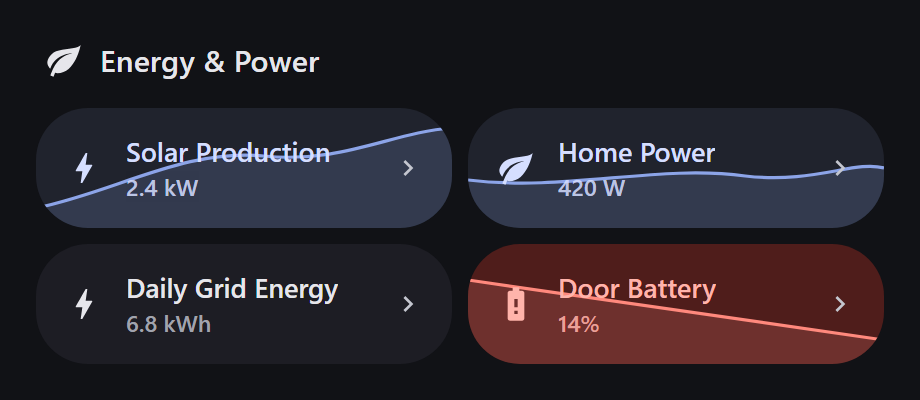 Energy & Power
Solar Production
2.4 kW
Home Power
420 W
Daily Grid Energy
6.8 kWh
Door Battery
14%